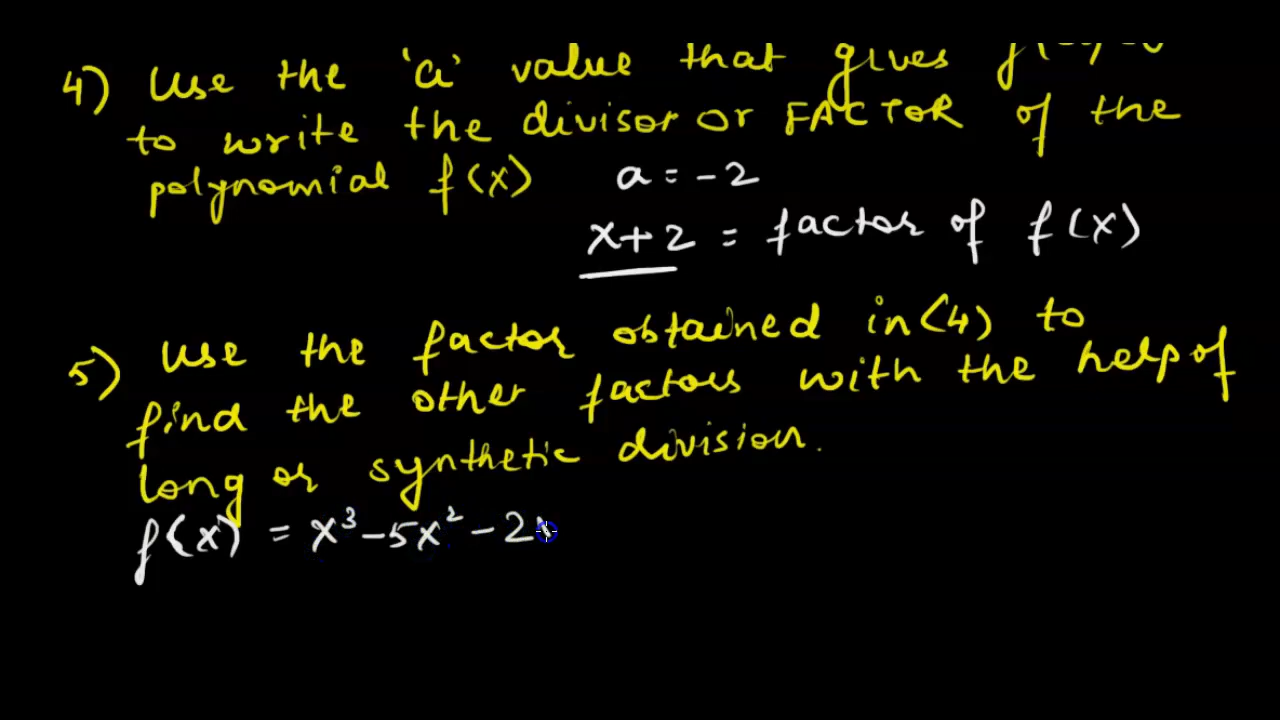 4) Use the 'a' value that gives
to write the divisor or FACTOR of the
polynomial f(x) a = -2
x+2 = factor of f(x)
5) Use the factor obtained in (4) to
find the other factors with the help of
long or synthetic division.
f(x) = x³ - 5x² - 2